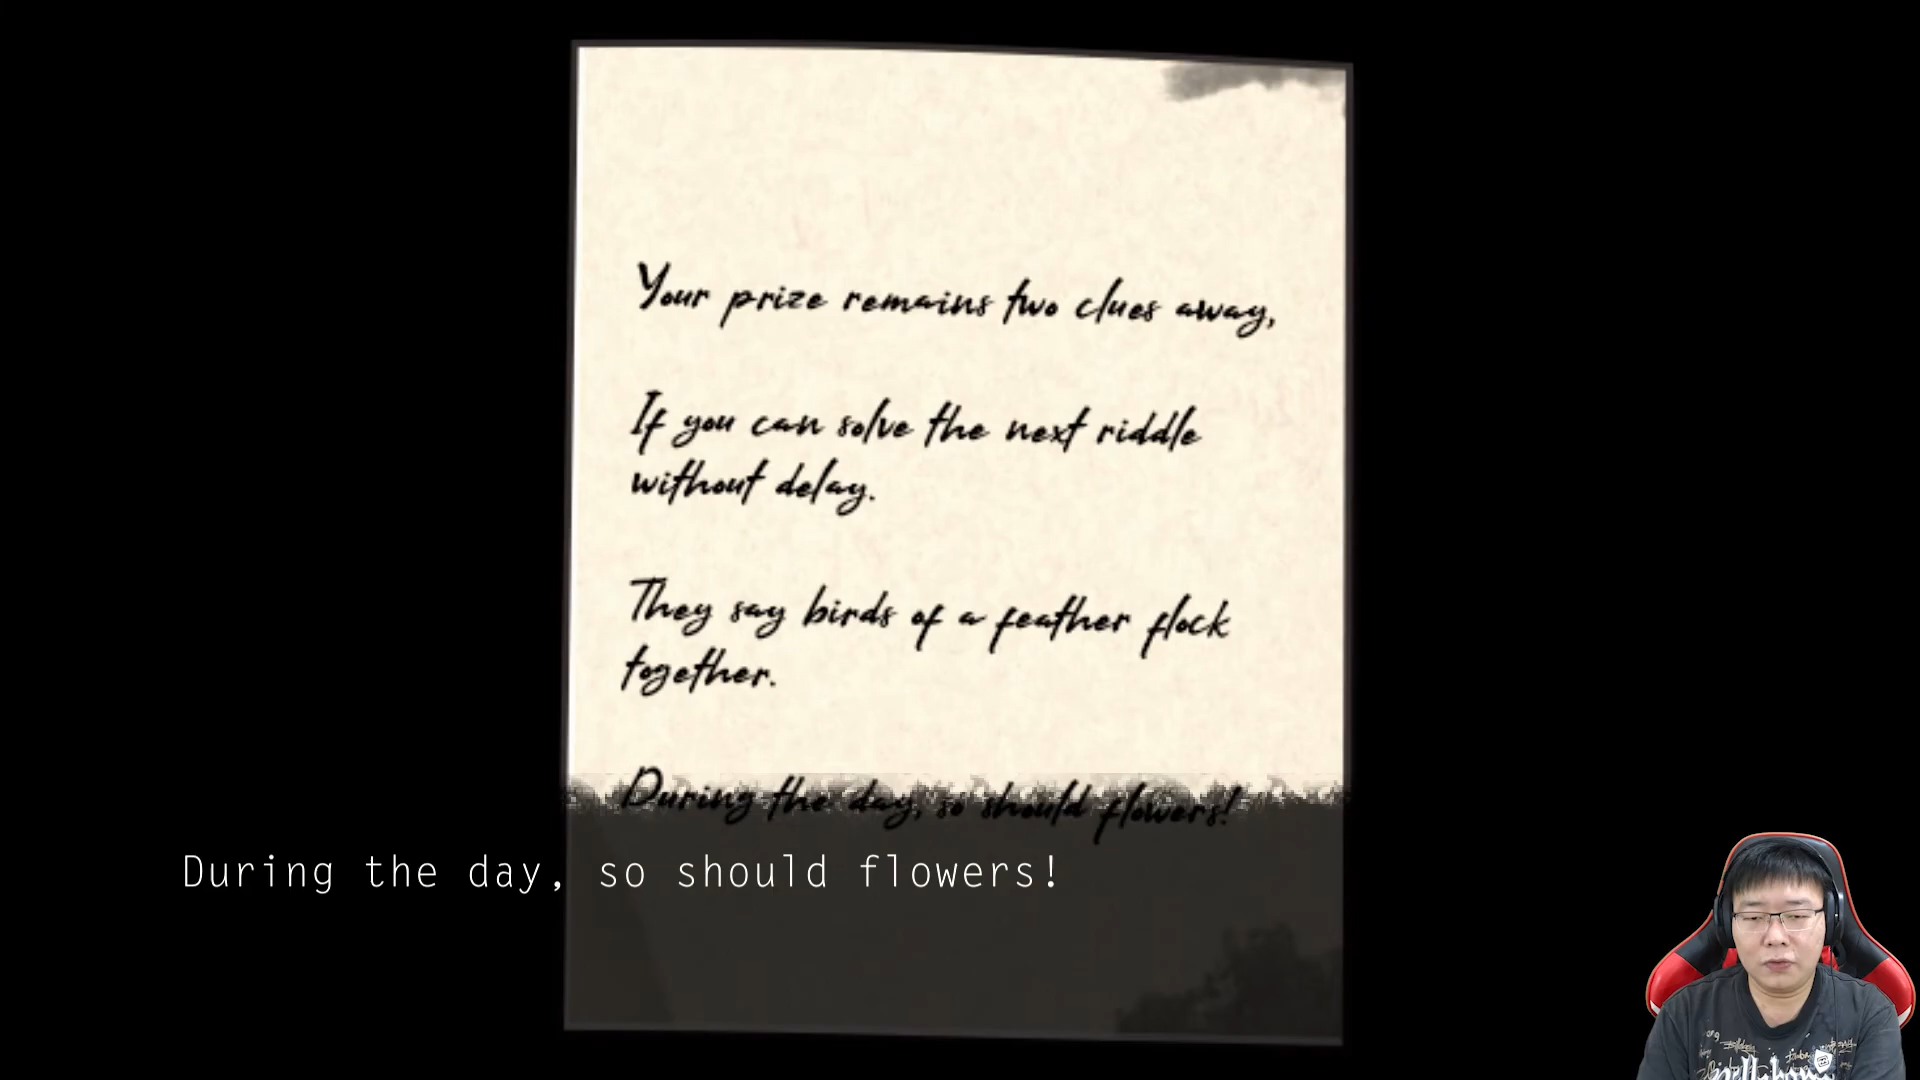 Your prize remains two clues away,
If you can solve the next riddle
without delay.
They say birds of a feather flock
together.
During the day, so should flowers!
During the day, so should flowers!